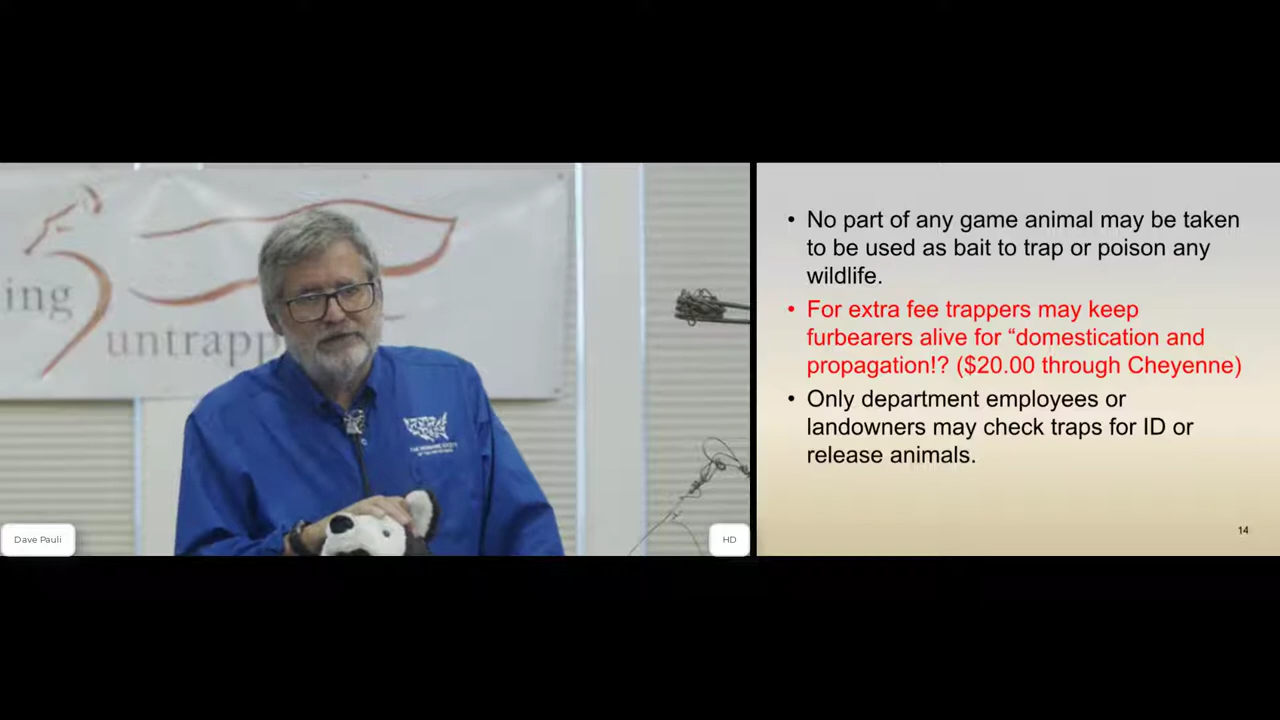 ing
untrapp
Dave Pauli
HD
• No part of any game animal may be taken
to be used as bait to trap or poison any
wildlife.
• For extra fee trappers may keep
furbearers alive for “domestication and
propagation!? ($20.00 through Cheyenne)
• Only department employees or
landowners may check traps for ID or
release animals.
14